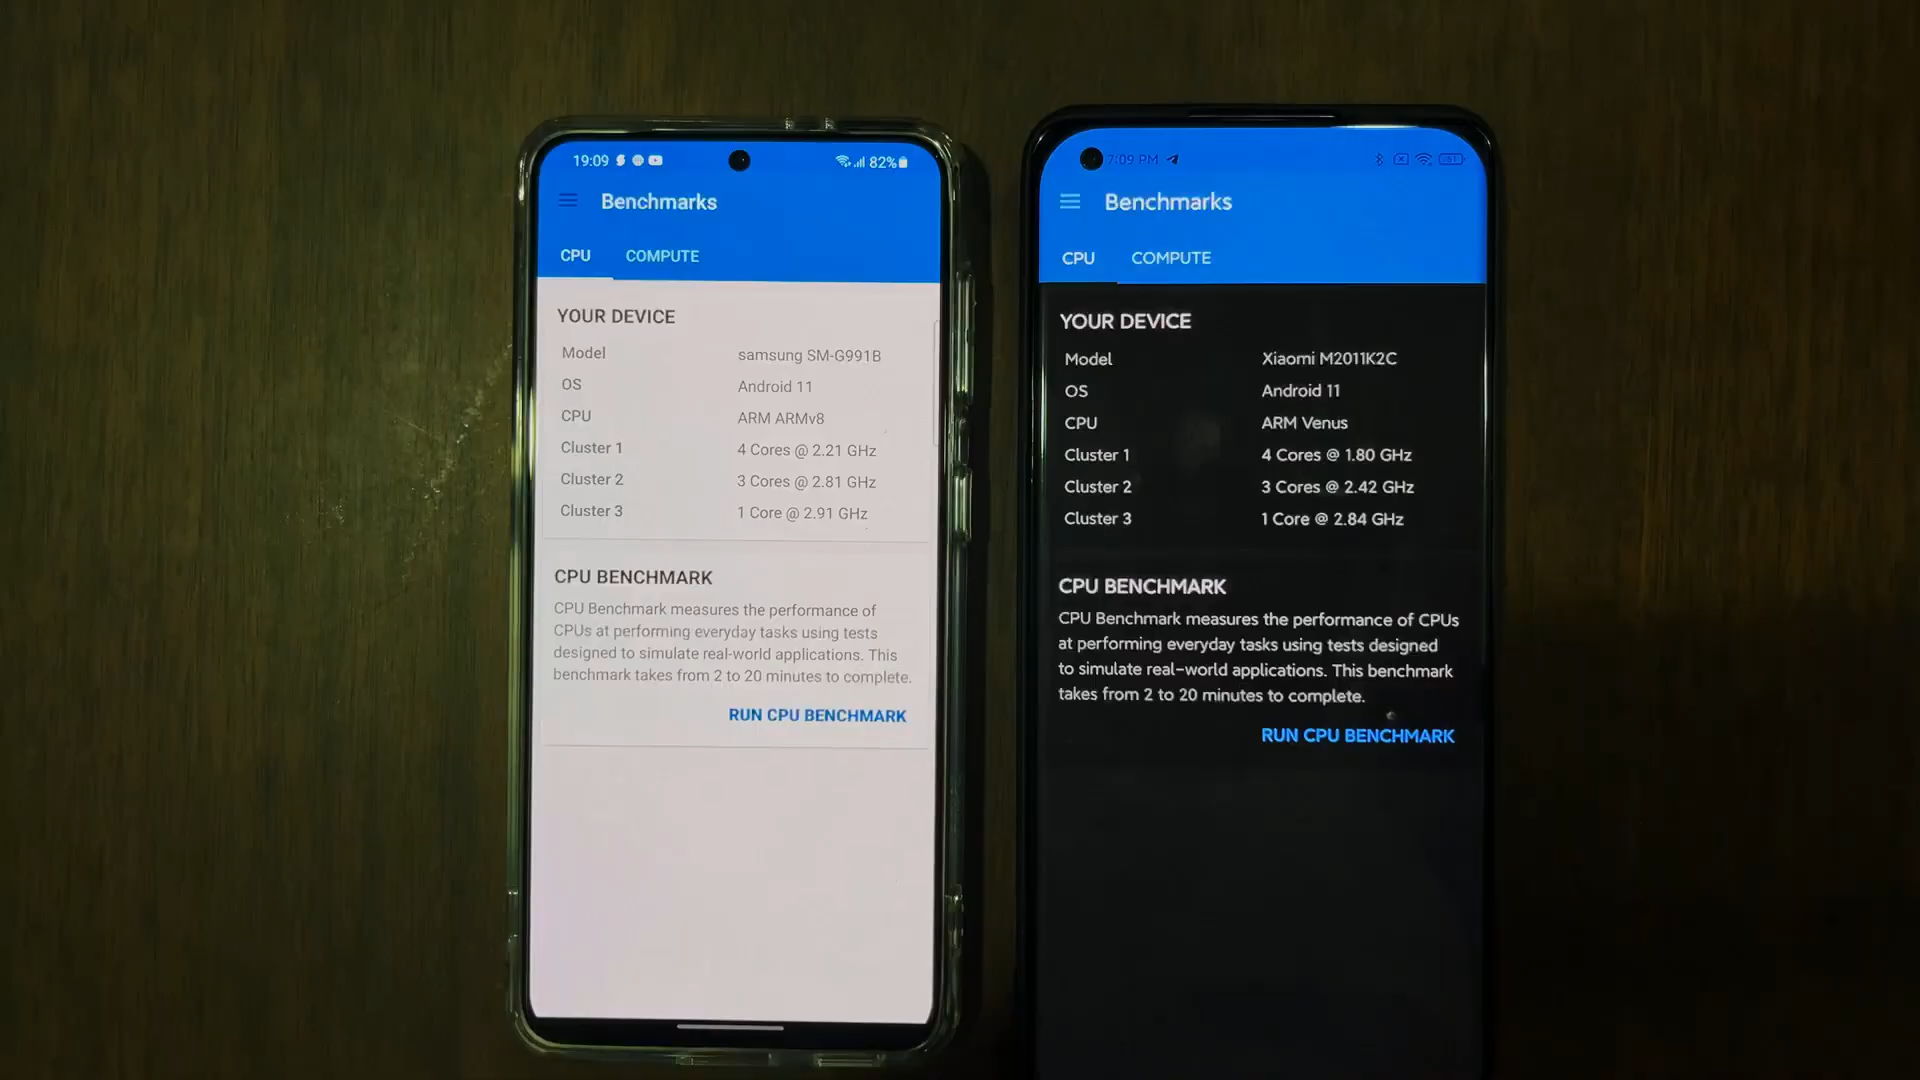 19:09
82%
Benchmarks
CPU COMPUTE
YOUR DEVICE
Model samsung SM-G991B
OS Android 11
CPU ARM ARMv8
Cluster 1 4 Cores @ 2.21 GHz
Cluster 2 3 Cores @ 2.81 GHz
Cluster 3 1 Core @ 2.91 GHz
CPU BENCHMARK
CPU Benchmark measures the performance of
CPUs at performing everyday tasks using tests
designed to simulate real-world applications. This
benchmark takes from 2 to 20 minutes to complete.
RUN CPU BENCHMARK
7:09 PM
Benchmarks
CPU COMPUTE
YOUR DEVICE
Model Xiaomi M2011K2C
OS Android 11
CPU ARM Venus
Cluster 1 4 Cores @ 1.80 GHz
Cluster 2 3 Cores @ 2.42 GHz
Cluster 3 1 Core @ 2.84 GHz
CPU BENCHMARK
CPU Benchmark measures the performance of CPUs
at performing everyday tasks using tests designed
to simulate real-world applications. This benchmark
takes from 2 to 20 minutes to complete.
RUN CPU BENCHMARK